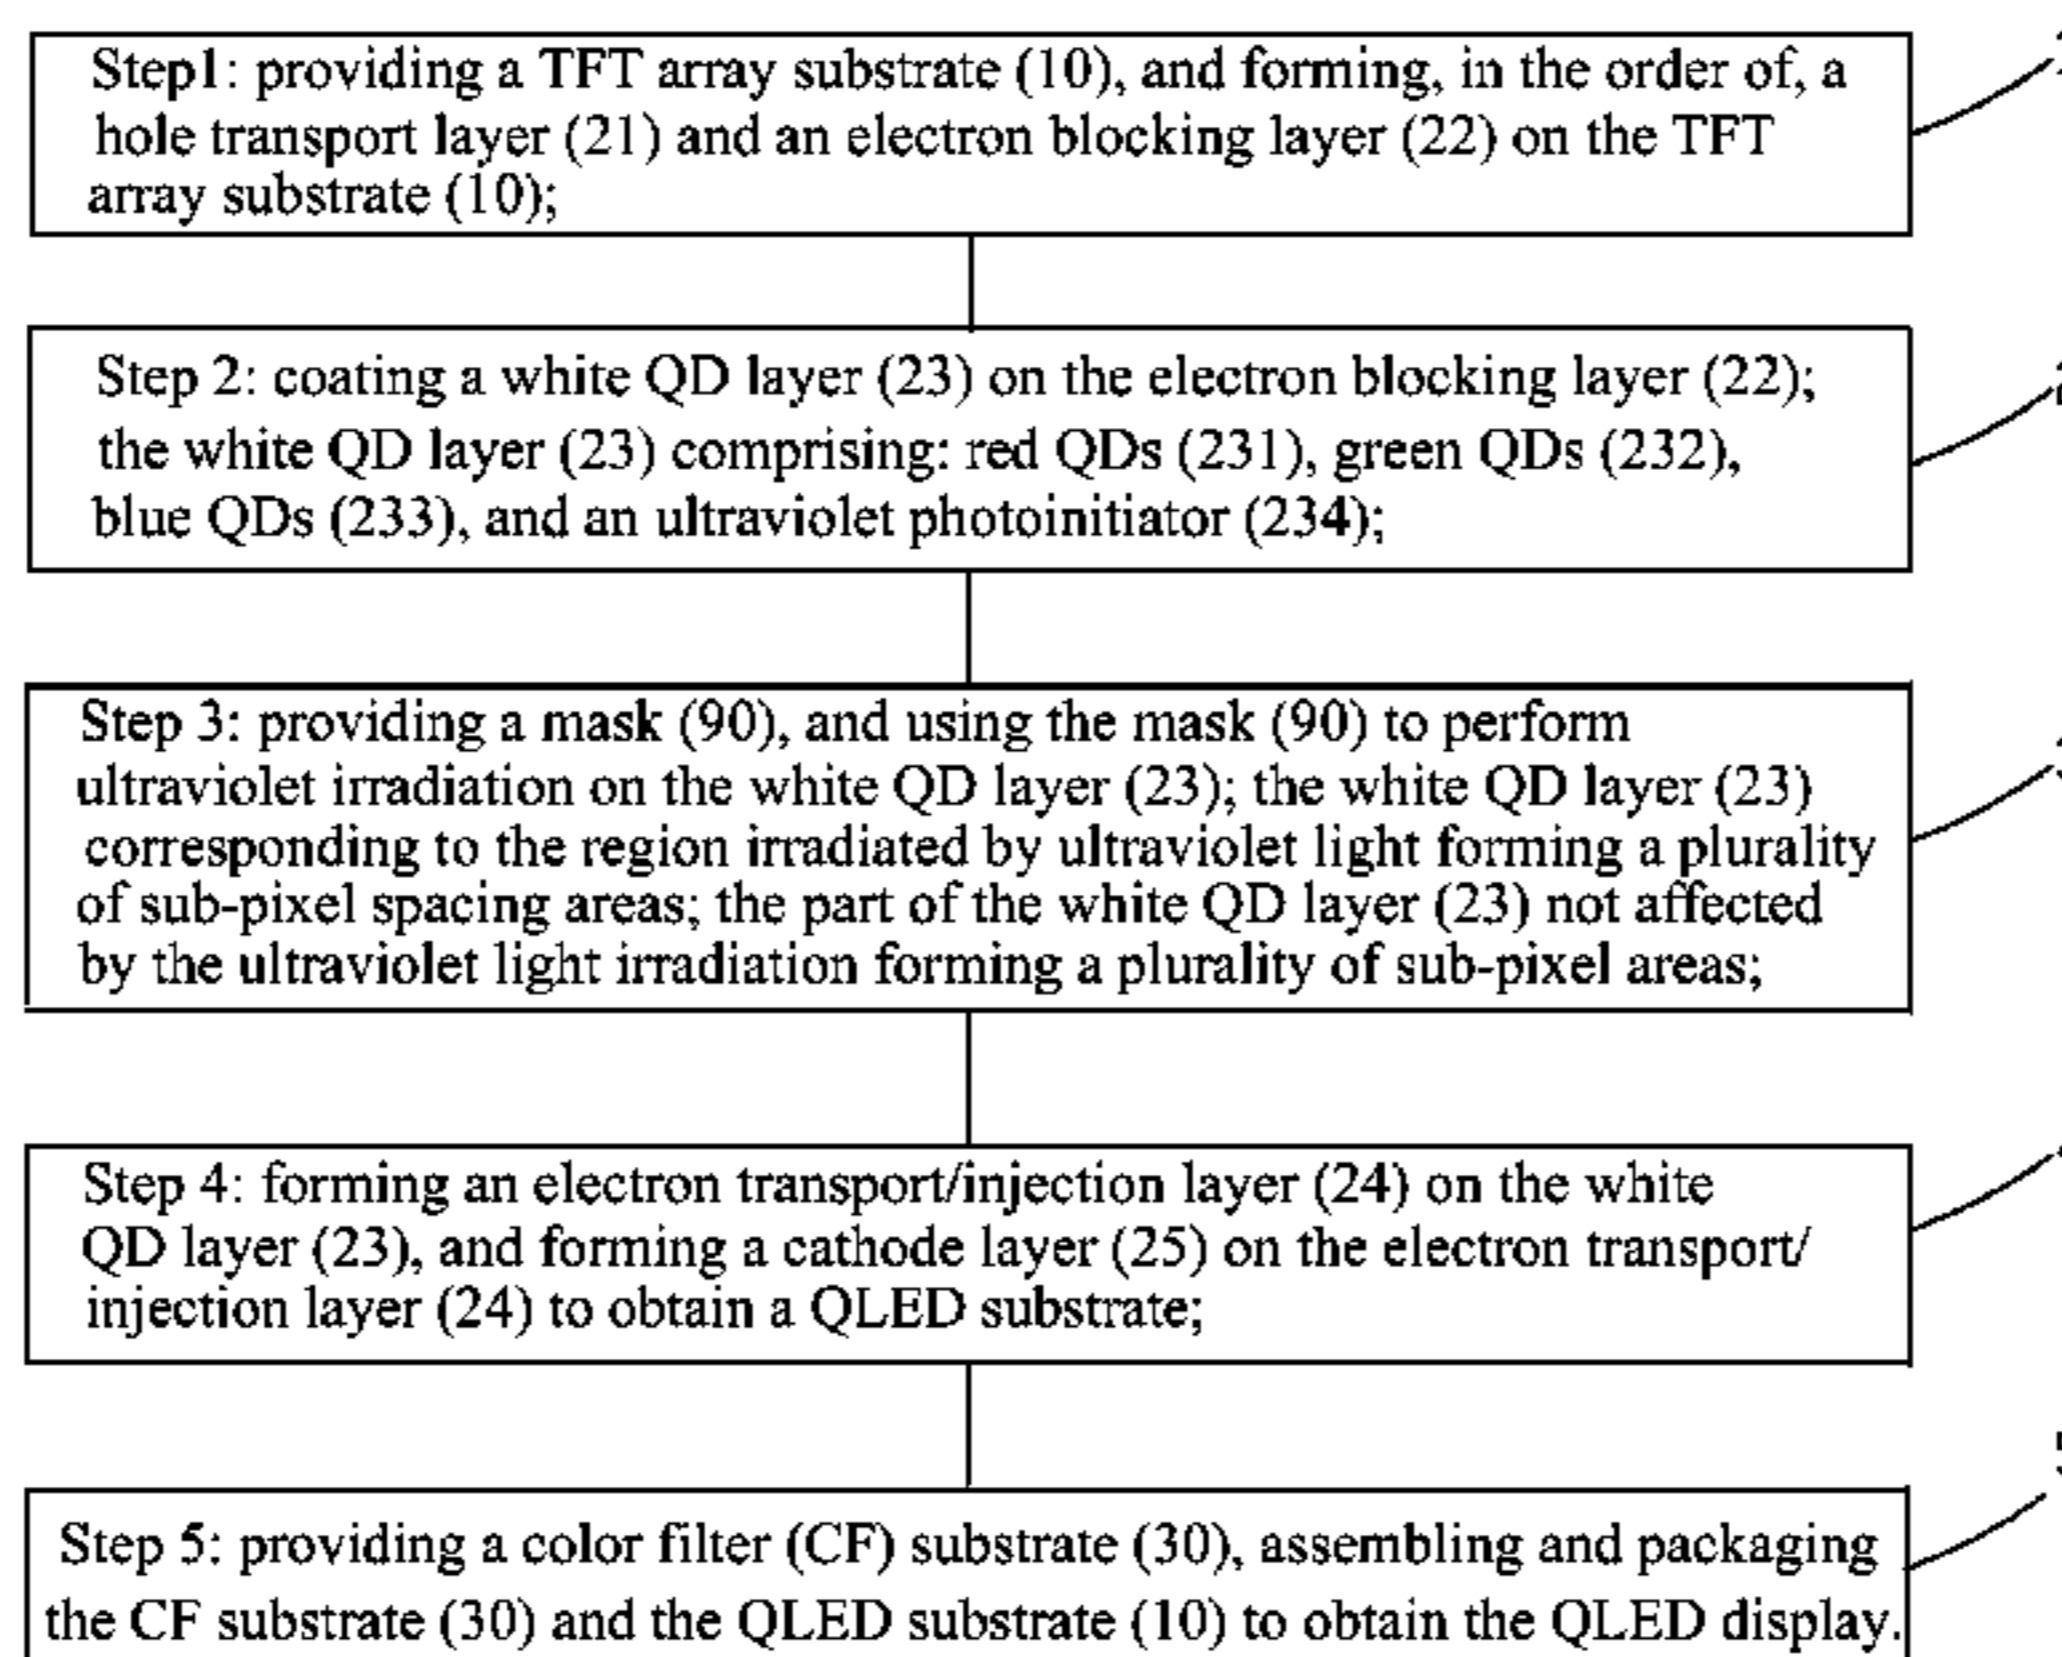 Step1: providing a TFT array substrate (10), and forming, in the order of, a
hole transport layer (21) and an electron blocking layer (22) on the TFT
array substrate (10);
Step 2: coating a white QD layer (23) on the electron blocking layer (22);
the white QD layer (23) comprising: red QDs (231), green QDs (232),
blue QDs (233), and an ultraviolet photoinitiator (234);
Step 3: providing a mask (90), and using the mask (90) to perform
ultraviolet irradiation on the white QD layer (23); the white QD layer (23)
corresponding to the region irradiated by ultraviolet light forming a plurality
of sub-pixel spacing areas; the part of the white QD layer (23) not affected
by the ultraviolet light irradiation forming a plurality of sub-pixel areas;
Step 4: forming an electron transport/injection layer (24) on the white
QD layer (23), and forming a cathode layer (25) on the electron transport/
injection layer (24) to obtain a QLED substrate;
Step 5: providing a color filter (CF) substrate (30), assembling and packaging
the CF substrate (30) and the QLED substrate (10) to obtain the QLED display.